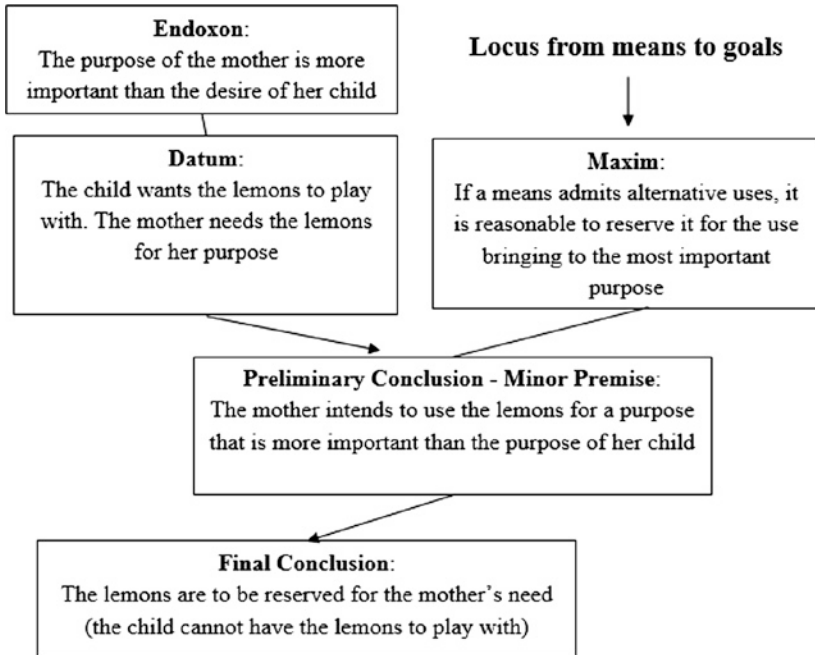 Endoxon:
The purpose of the mother is more
important than the desire of her child
Locus from means to goals
Datum:
The child wants the lemons to play
with. The mother needs the lemons
for her purpose
Maxim:
If a means admits alternative uses, it
is reasonable to reserve it for the use
bringing to the most important
purpose
Preliminary Conclusion - Minor Premise:
The mother intends to use the lemons for a purpose
that is more important than the purpose of her child
Final Conclusion:
The lemons are to be reserved for the mother's need
(the child cannot have the lemons to play with)